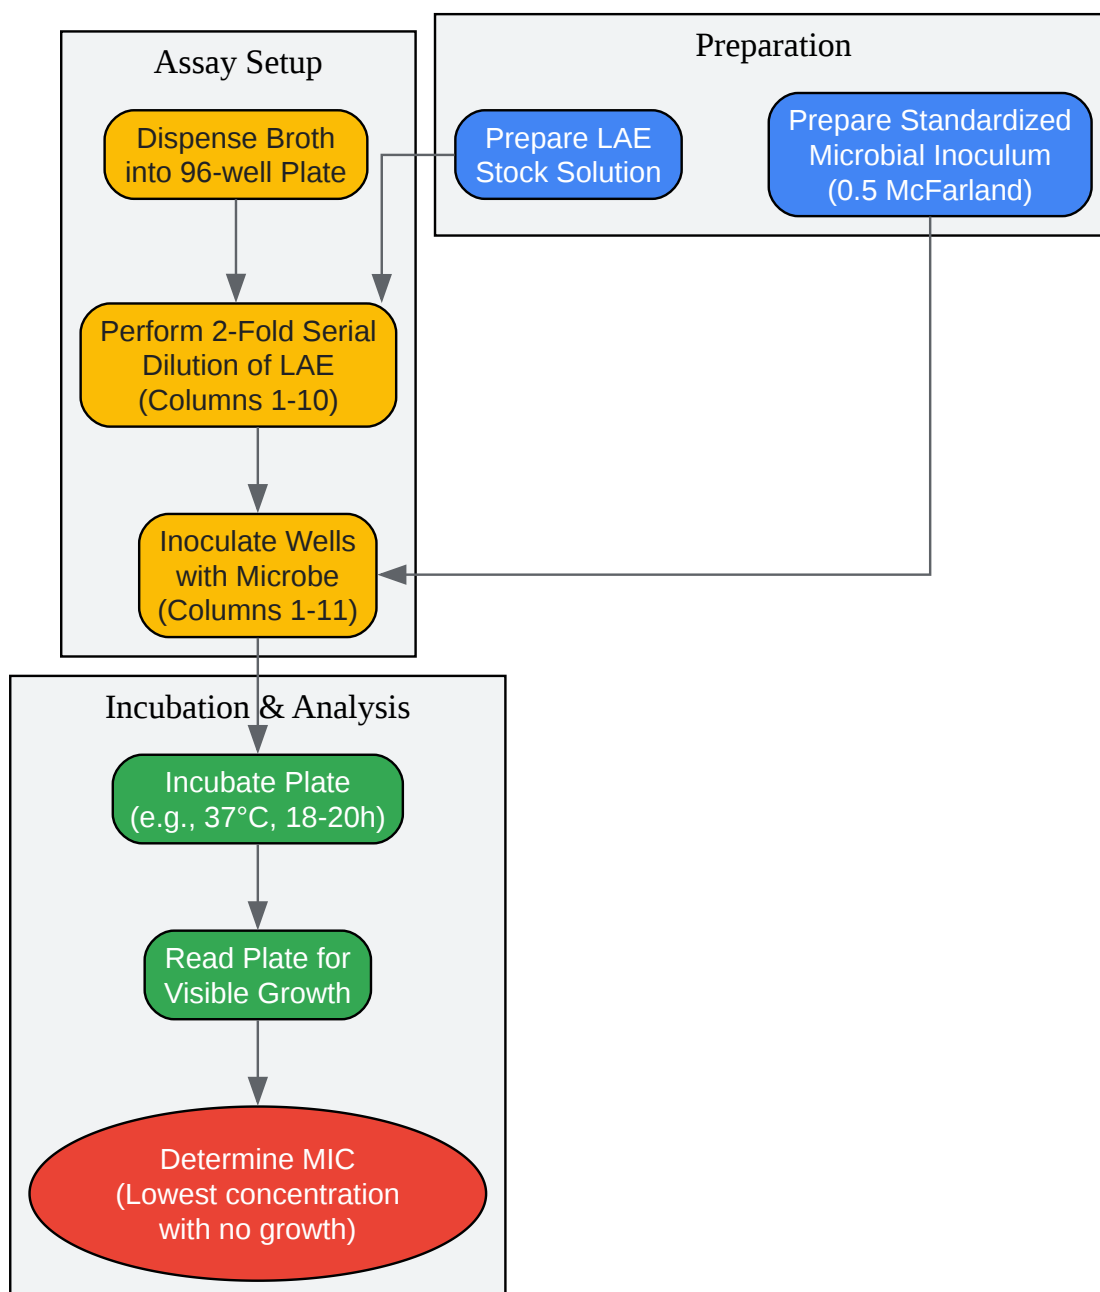 Preparation
Prepare LAE
Stock Solution
Prepare Standardized
Microbial Inoculum
(0.5 McFarland)
Assay Setup
Dispense Broth
into 96-well Plate
Perform 2-Fold Serial
Dilution of LAE
(Columns 1-10)
Inoculate Wells
with Microbe
(Columns 1-11)
Incubation & Analysis
Incubate Plate
(e.g., 37°C, 18-20h)
Read Plate for
Visible Growth
Determine MIC
(Lowest concentration
with no growth)